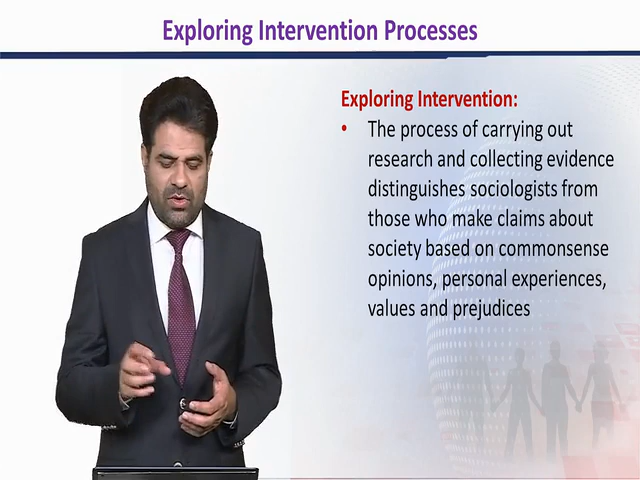 Exploring Intervention Processes
Exploring Intervention:
• The process of carrying out
research and collecting evidence
distinguishes sociologists from
those who make claims about
society based on commonsense
opinions, personal experiences,
values and prejudices